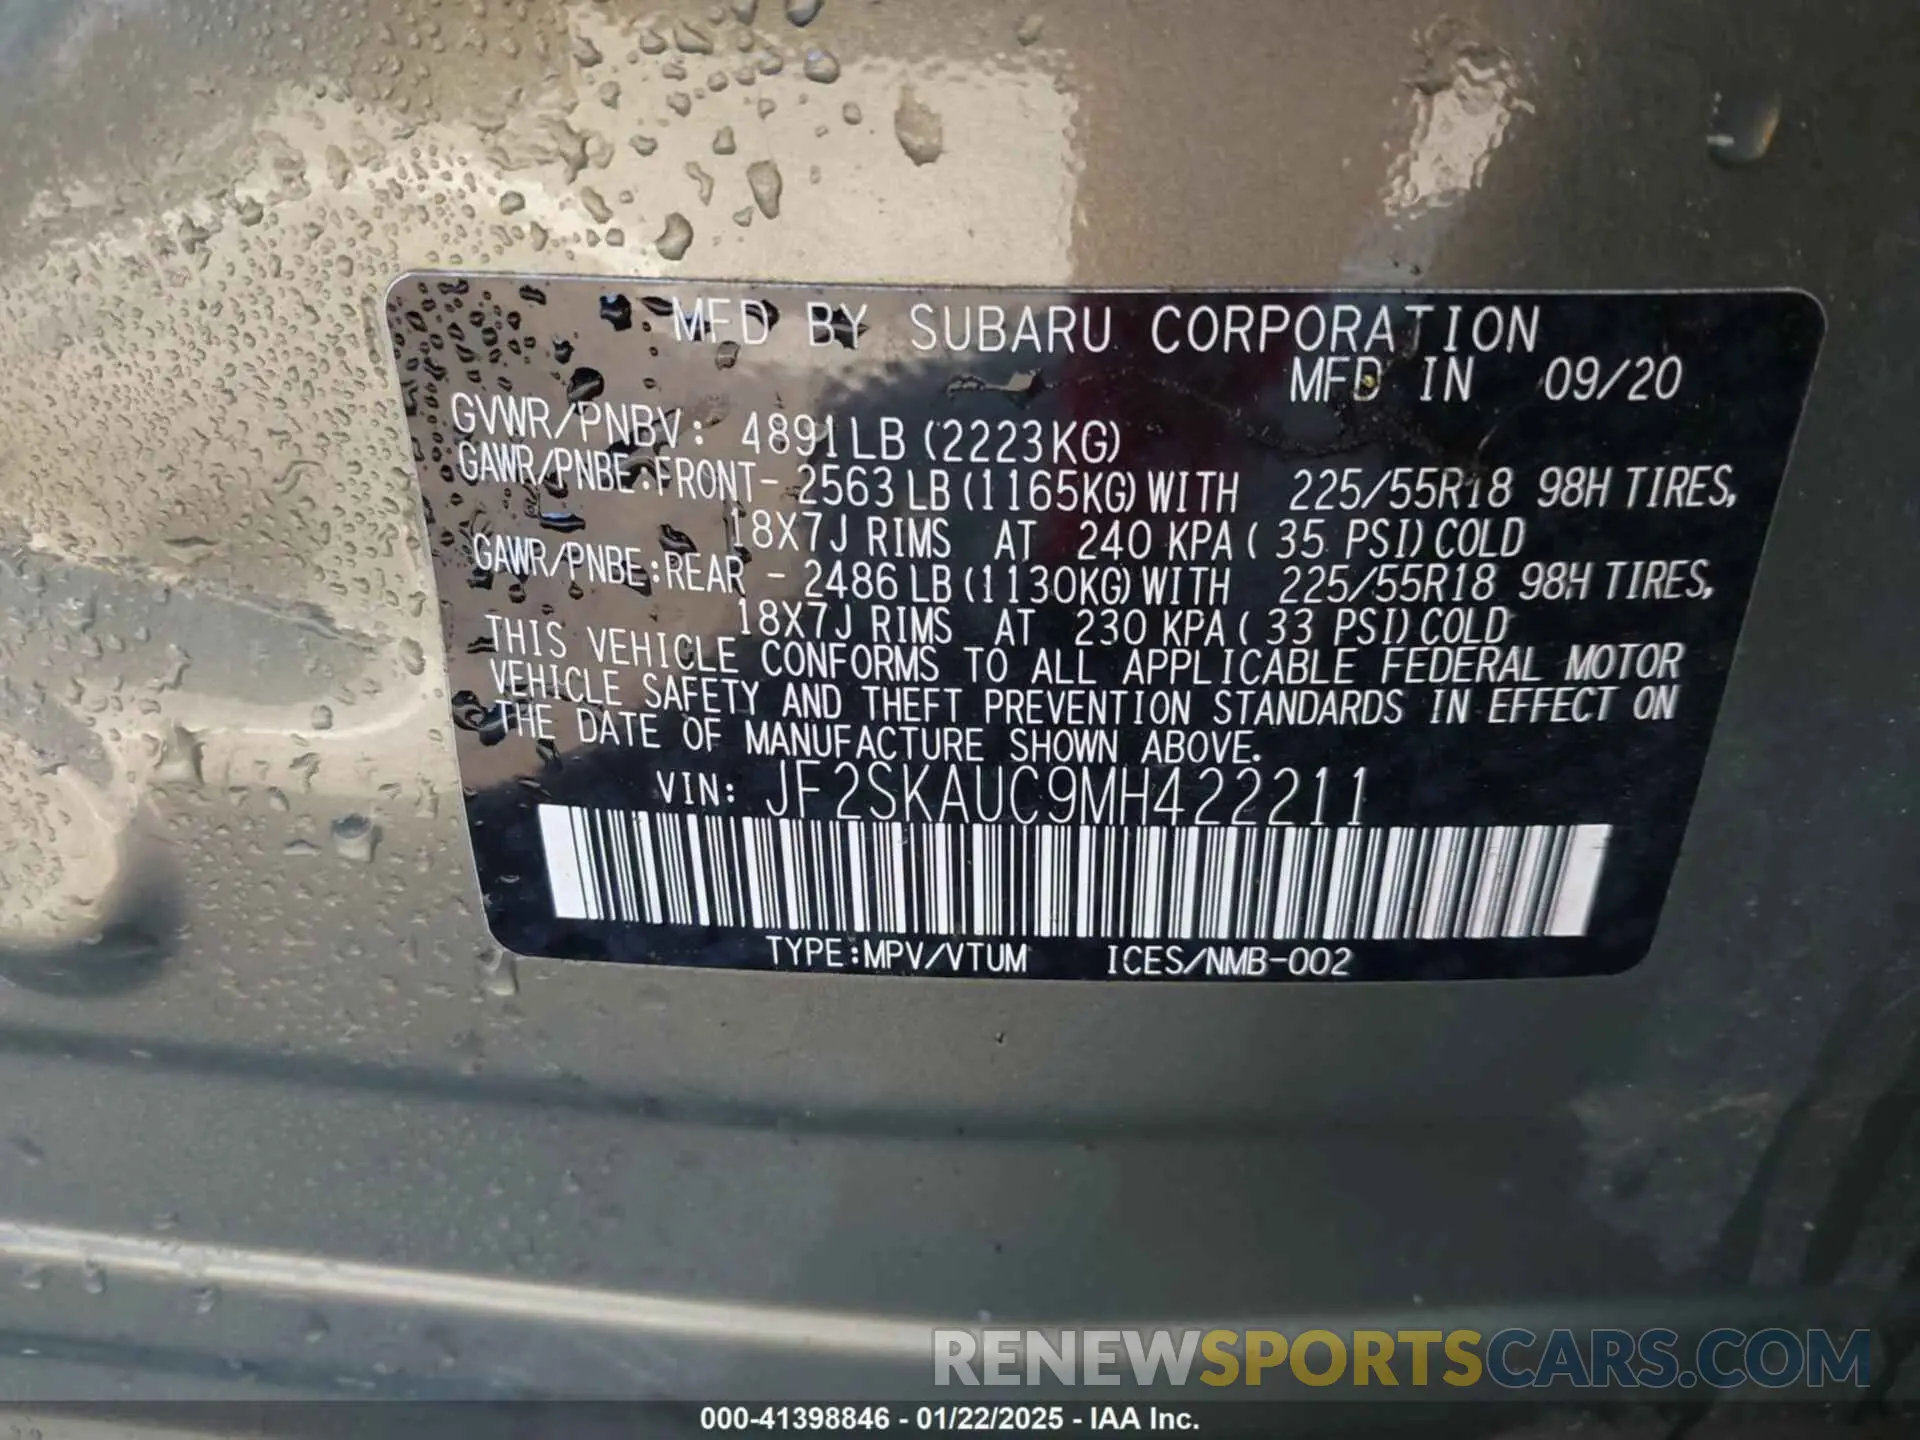 MFD BY SUBARU CORPORATION
MFD IN 09/20
GVWR/PNBV: 4891LB (2223KG)
GAWR/PNBE:FRONT- 2563 LB (1165KG) WITH 225/55R18 98H TIRES,
18X7J RIMS AT 240 KPA ( 35 PSI) COLD
GAWR/PNBE:REAR - 2486 LB (1130KG) WITH 225/55R18 98H TIRES,
18X7J RIMS AT 230 KPA ( 33 PSI) COLD
THIS VEHICLE CONFORMS TO ALL APPLICABLE FEDERAL MOTOR
VEHICLE SAFETY AND THEFT PREVENTION STANDARDS IN EFFECT ON
THE DATE OF MANUFACTURE SHOWN ABOVE.
VIN: JF2SKAUC9MH422211
TYPE:MPV/VTUM ICES/NMB-002
RENEWSPORTSCARS.COM
000-41398846 - 01/22/2025 - IAA Inc.